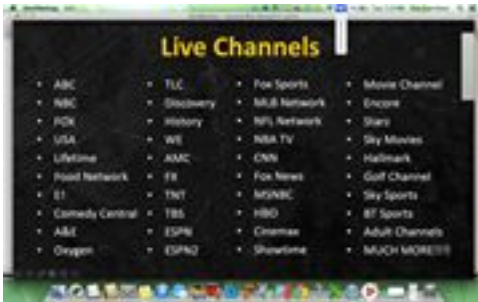 Live Channels
ABC
NBC
FOX
USA
Lifetime
Food Network
E!
Comedy Central
A&E
Oxygen
TLC
Discovery
History
WE
AMC
FX
TNT
TBS
ESPN
ESPN2
Fox Sports
MLB Network
NFL Network
NBA TV
CNN
Fox News
MSNBC
HBO
Cinemax
Showtime
Movie Channel
Encore
Starz
Sky Movies
Hallmark
Golf Channel
Sky Sports
BT Sports
Adult Channels